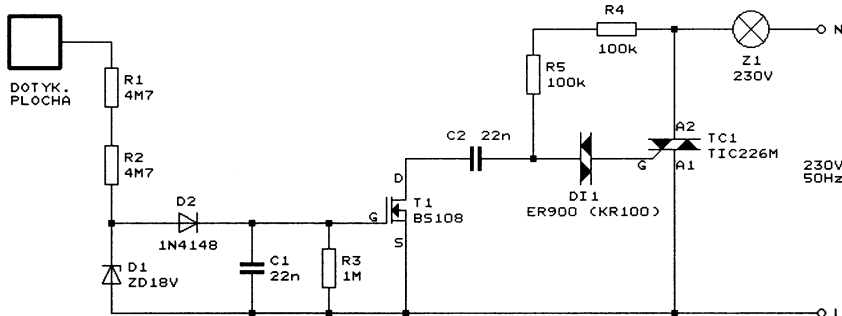 DOTYK.
PLOCHA
R1
4M7
R2
4M7
D2
1N4148
D1
ZD18V
C1
22n
R3
1M
G
D
S
T1
BS108
C2 22n
R5
100k
R4
100k
DI1
ER900 (KR100)
G
A2
A1
TC1
TIC226M
Z1
230V
N
230V
50Hz
L